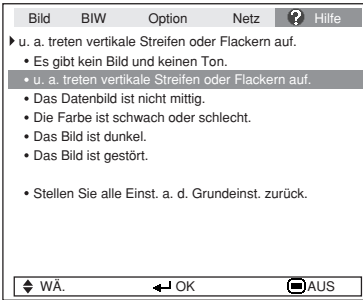 Bild BIW Option Netz ? Hilfe
u. a. treten vertikale Streifen oder Flackern auf.
• Es gibt kein Bild und keinen Ton.
• u. a. treten vertikale Streifen oder Flackern auf.
• Das Datenbild ist nicht mittig.
• Die Farbe ist schwach oder schlecht.
• Das Bild ist dunkel.
• Das Bild ist gestört.
• Stellen Sie alle Einst. a. d. Grundeinst. zurück.
WÄ. OK AUS